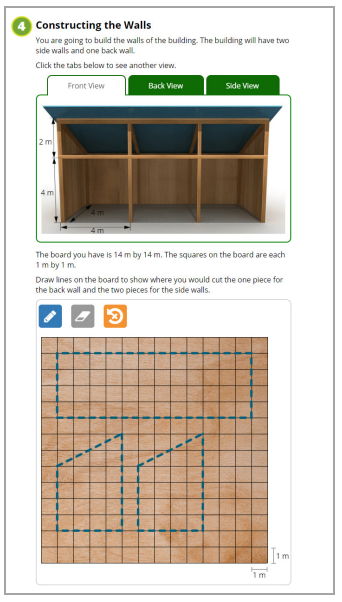 4 Constructing the Walls
You are going to build the walls of the building. The building will have two
side walls and one back wall.
Click the tabs below to see another view.
Front View Back View Side View
2 m
4 m
4 m
4 m
The board you have is 14 m by 14 m. The squares on the board are each
1 m by 1 m.
Draw lines on the board to show where you would cut the one piece for
the back wall and the two pieces for the side walls.
1 m
1 m